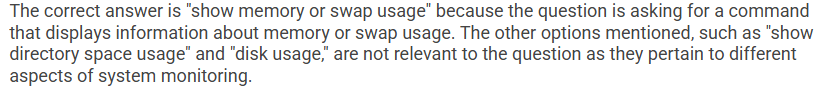 The correct answer is "show memory or swap usage" because the question is asking for a command
that displays information about memory or swap usage. The other options mentioned, such as "show
directory space usage" and "disk usage," are not relevant to the question as they pertain to different
aspects of system monitoring.